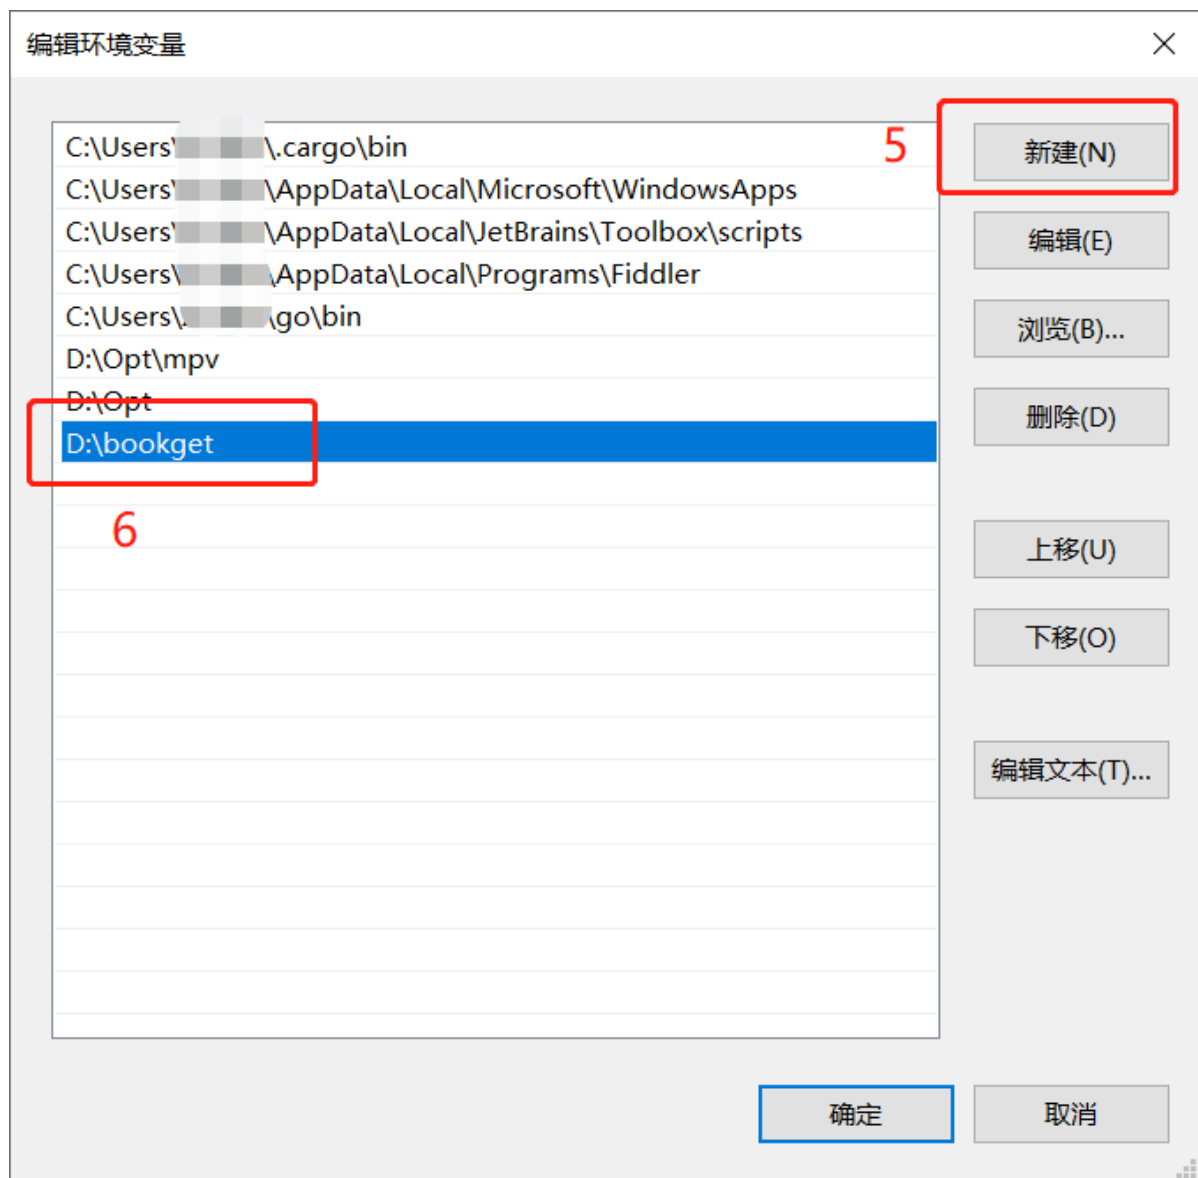 编辑环境变量
C:\Users\ \.cargo\bin
C:\Users\ \AppData\Local\Microsoft\WindowsApps
C:\Users\ \AppData\Local\JetBrains\Toolbox\scripts
C:\Users\ \AppData\Local\Programs\Fiddler
C:\Users\ \go\bin
D:\Opt\mpv
D:\Opt
D:\bookget
5
6
新建(N)
编辑(E)
浏览(B)...
删除(D)
上移(U)
下移(O)
编辑文本(T)...
确定
取消